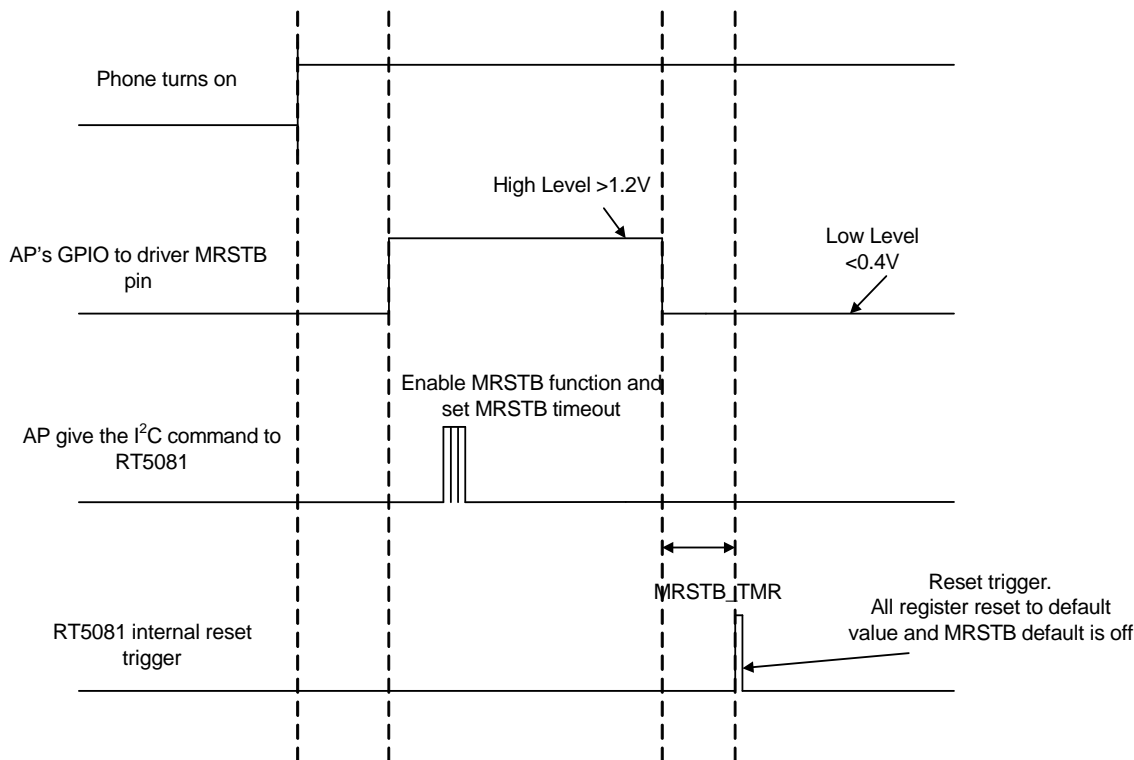 Phone turns on
High Level >1.2V
AP's GPIO to driver MRSTB
pin
Low Level
<0.4V
Enable MRSTB function and
set MRSTB timeout
AP give the I²C command to
RT5081
MRSTB_TMR
Reset trigger.
All register reset to default
value and MRSTB default is off
RT5081 internal reset
trigger